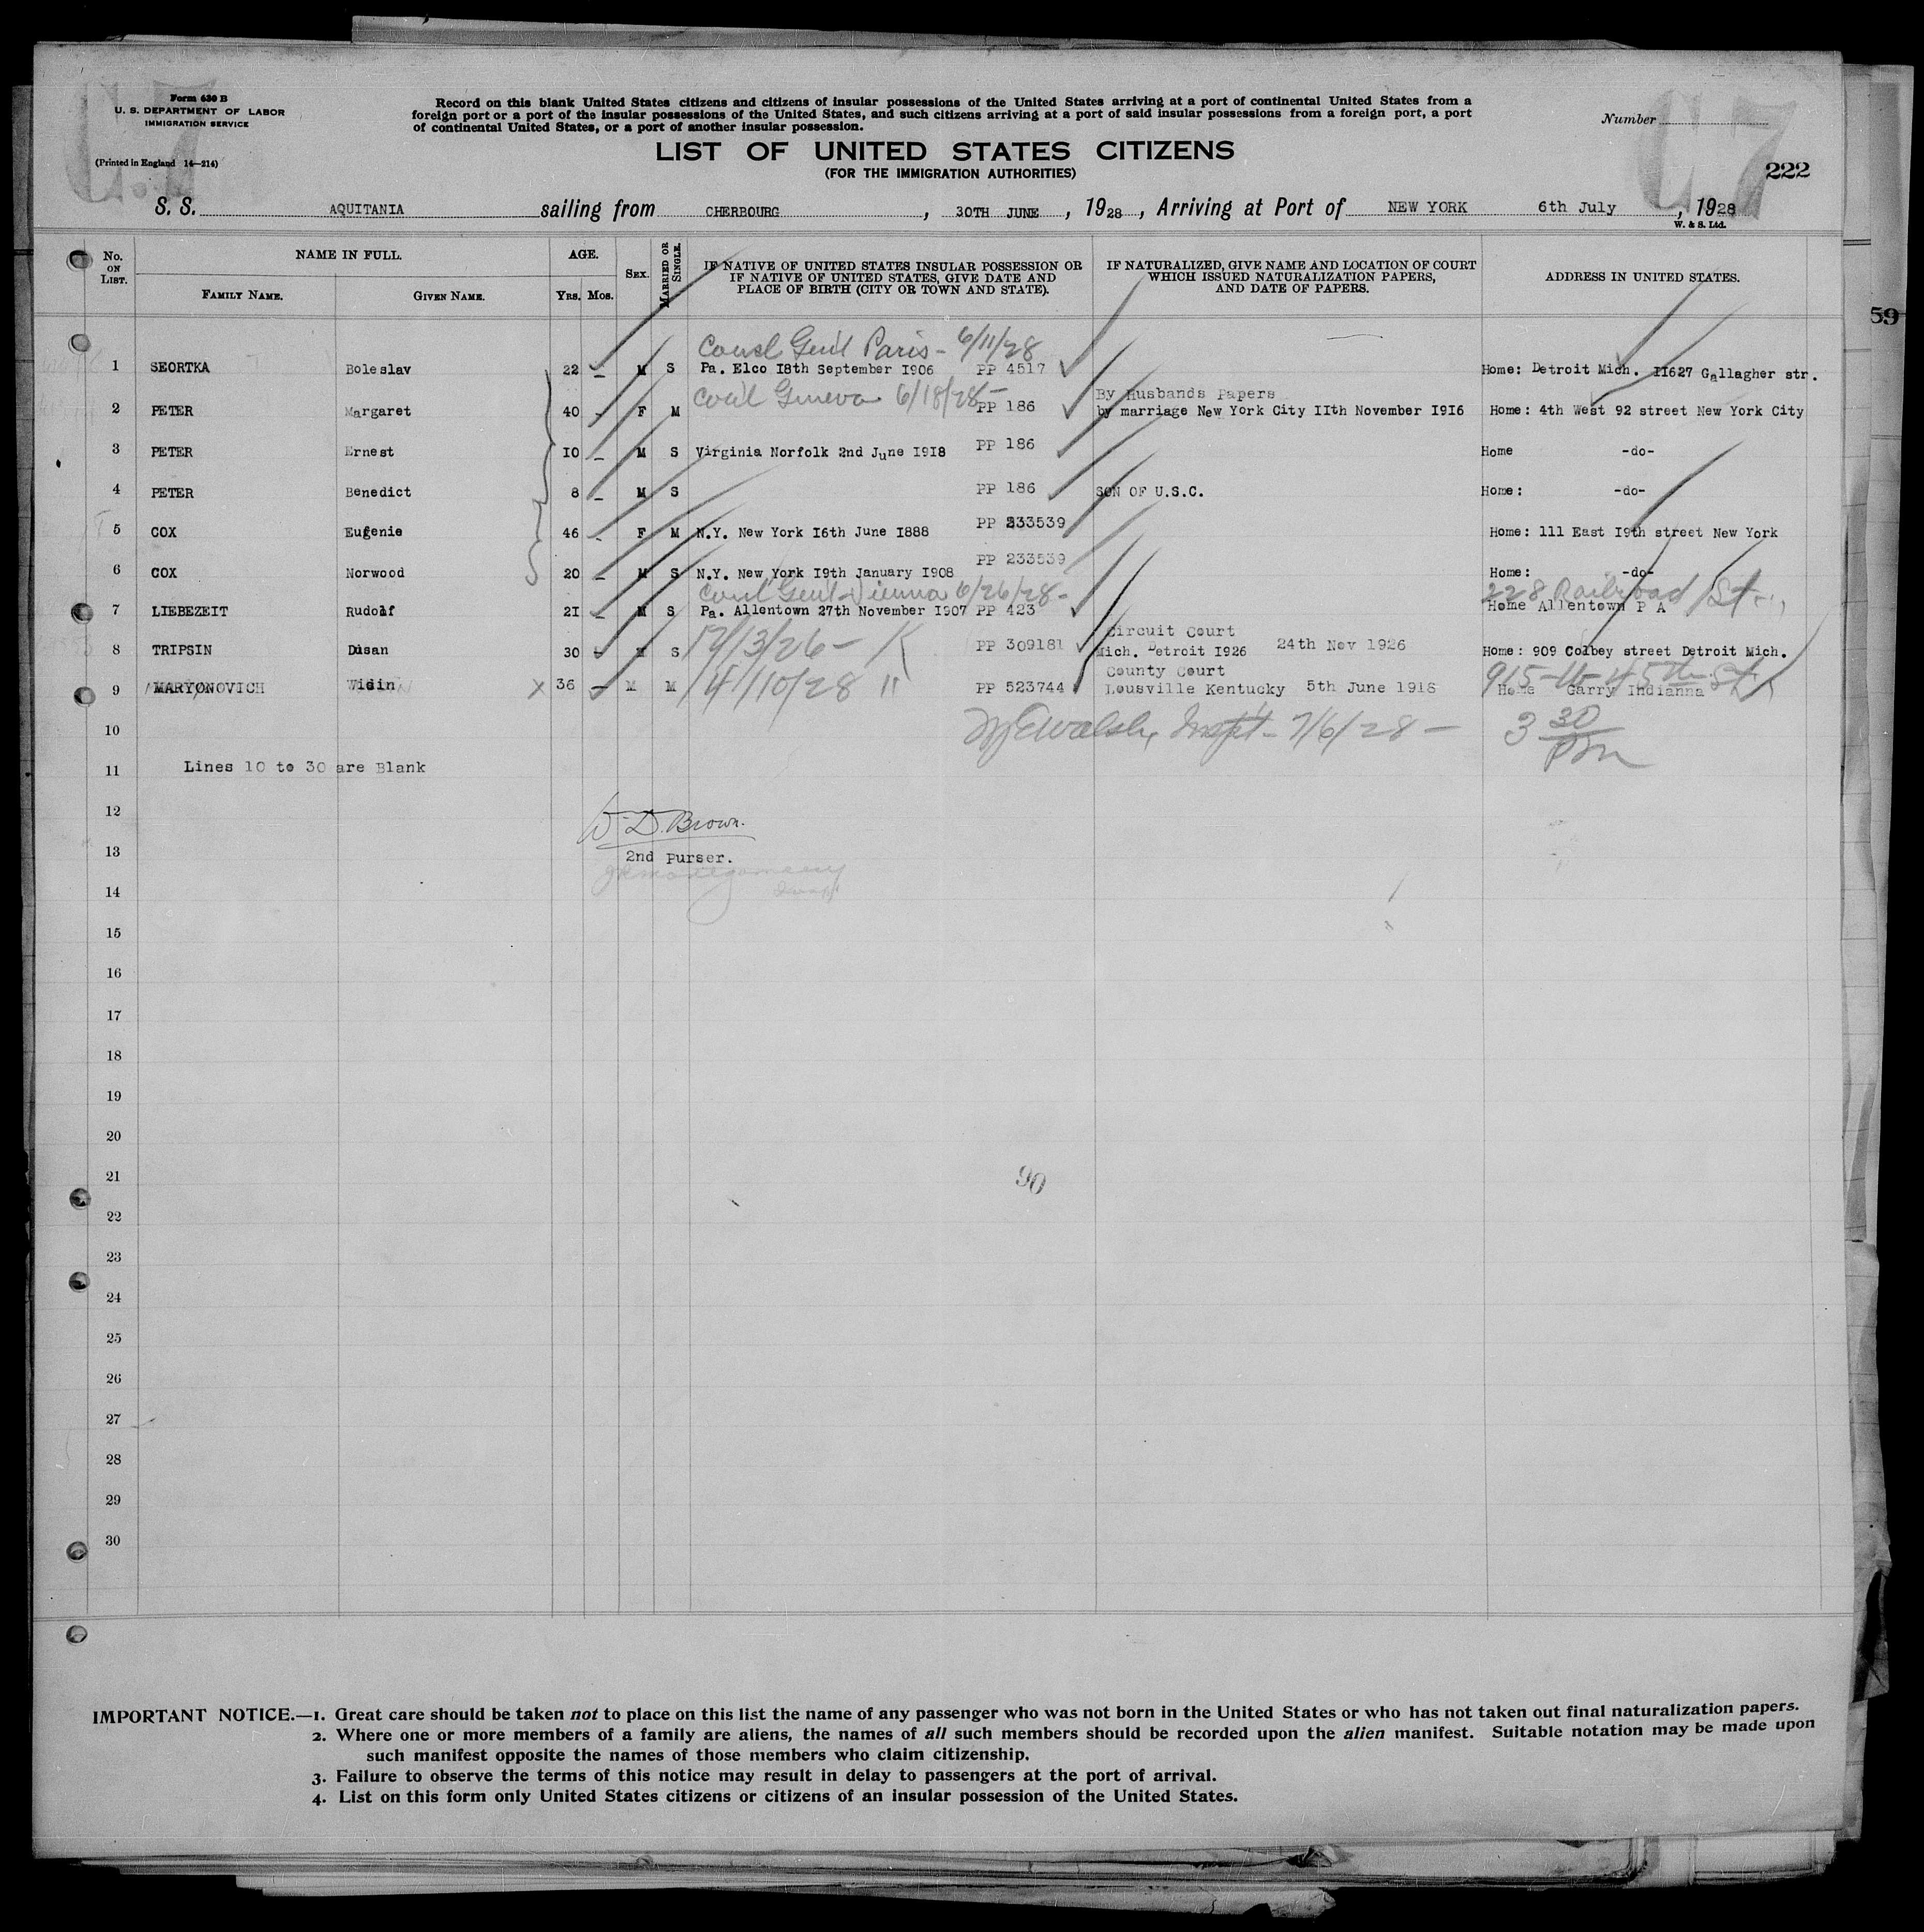 Form 630 B
U. S. DEPARTMENT OF LABOR
IMMIGRATION SERVICE
(Printed in England 14—214)
Record on this blank United States citizens and citizens of insular possessions of the United States arriving at a port of continental United States from a
foreign port or a port of the insular possessions of the United States, and such citizens arriving at a port of said insular possessions from a foreign port, a port
of continental United States, or a port of another insular possession.
Number
C7
C7
LIST OF UNITED STATES CITIZENS
(FOR THE IMMIGRATION AUTHORITIES)
222
S. S. AQUITANIA sailing from CHERBOURG, 30TH JUNE, 1928, Arriving at Port of NEW YORK 6th July, 1928
W. & S. Ltd.
59
No. ON LIST. NAME IN FULL. FAMILY NAME. GIVEN NAME. AGE. YRS. MOS. SEX. MARRIED OR SINGLE. IF NATIVE OF UNITED STATES INSULAR POSSESSION OR IF NATIVE OF UNITED STATES, GIVE DATE AND PLACE OF BIRTH (CITY OR TOWN AND STATE). IF NATURALIZED, GIVE NAME AND LOCATION OF COURT WHICH ISSUED NATURALIZATION PAPERS, AND DATE OF PAPERS. ADDRESS IN UNITED STATES.
Consl Genl Paris - 6/11/28
1 SEORTKA Boleslav 22 - M S Pa. Elco I8th September I906 PP 4517 Home: Detroit Mich. II627 Gallagher str.
Geneva 6/18/28 - By Husbands Papers
2 PETER Margaret 40 - F M PP 186 by marriage New York City IIth November I9I6 Home: 4th West 92 street New York City
3 PETER Ernest IO - M S Virginia Norfolk 2nd June I9I8 PP 186 Home -do-
4 PETER Benedict 8 - M S PP 186 SON OF U.S.C. Home: -do-
5 COX Eugenie 46 - F M N.Y. New York I6th June I888 PP 233539 Home: 111 East I9th street New York
6 COX Norwood 20 - M S N.Y. New York I9th January I908 PP 233539 Home: -do-
Consl Genl Vienna 6/26/28 - 228 Railroad St.
7 LIEBEZEIT Rudolf 2I - M S Pa. Allentown 27th November I907 PP 423 Home Allentown P A
Circuit Court
8 TRIPSIN Dusan 30 - M S 12/13/26 - K PP 309181 Mich. Detroit I926 24th Nov 1926 Home: 909 Colbey street Detroit Mich.
County Court 915-W-45th St.
9 MARYONOVICH Widin X 36 - M M 4/10/28 " PP 523744 Lousville Kentucky 5th June 1918 Home Garry Indianna
10 Walsh, Inspt - 7/6/28 - 3 30 PM
11 Lines 10 to 30 are Blank
12 W. D. Brown.
13 2nd Purser.
14
15
16
17
18
19
20
21 90
22
23
24
25
26
27
28
29
30
IMPORTANT NOTICE.—1. Great care should be taken not to place on this list the name of any passenger who was not born in the United States or who has not taken out final naturalization papers.
2. Where one or more members of a family are aliens, the names of all such members should be recorded upon the alien manifest. Suitable notation may be made upon
such manifest opposite the names of those members who claim citizenship.
3. Failure to observe the terms of this notice may result in delay to passengers at the port of arrival.
4. List on this form only United States citizens or citizens of an insular possession of the United States.